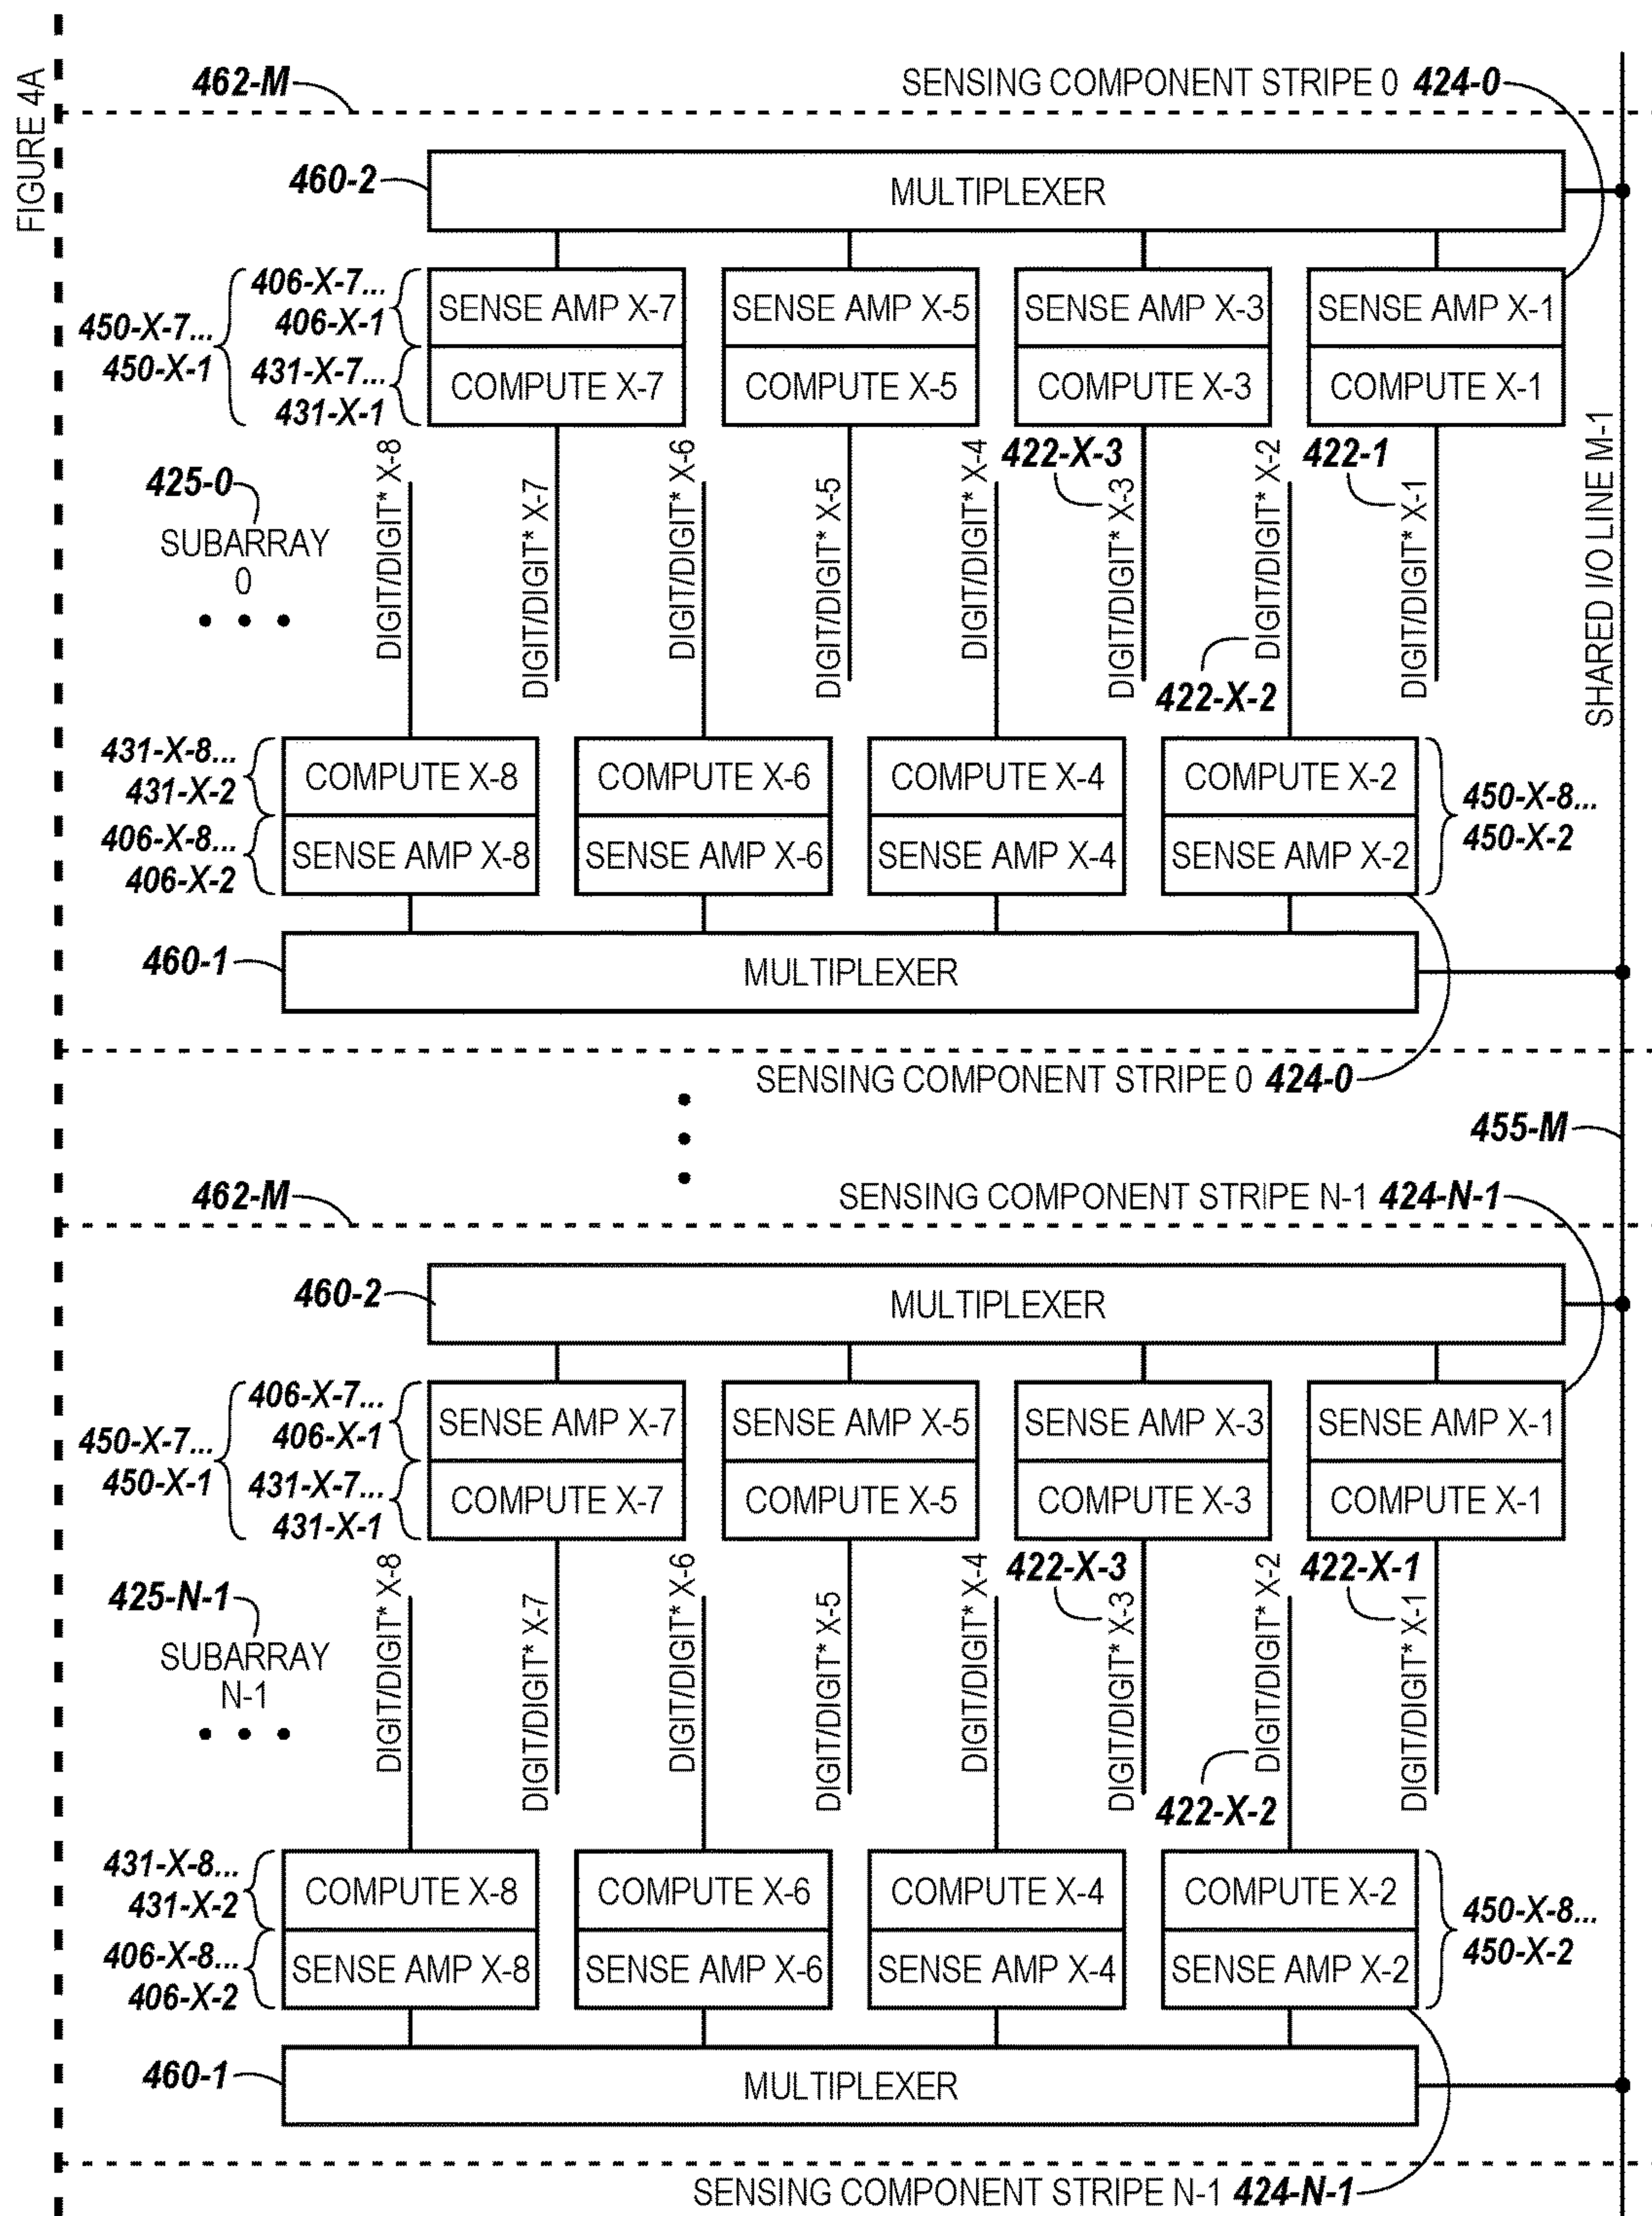 FIGURE 4A
462-M
SENSING COMPONENT STRIPE 0 424-0
460-2
MULTIPLEXER
450-X-7...
450-X-1
406-X-7...
406-X-1
431-X-7...
431-X-1
SENSE AMP X-7
SENSE AMP X-5
SENSE AMP X-3
SENSE AMP X-1
COMPUTE X-7
COMPUTE X-5
COMPUTE X-3
COMPUTE X-1
425-0
SUBARRAY
0
DIGIT/DIGIT* X-8
DIGIT/DIGIT* X-7
DIGIT/DIGIT* X-6
DIGIT/DIGIT* X-5
DIGIT/DIGIT* X-4
422-X-3
DIGIT/DIGIT* X-3
DIGIT/DIGIT* X-2
422-X-2
422-1
DIGIT/DIGIT* X-1
SHARED I/O LINE M-1
431-X-8...
431-X-2
406-X-8...
406-X-2
COMPUTE X-8
COMPUTE X-6
COMPUTE X-4
COMPUTE X-2
SENSE AMP X-8
SENSE AMP X-6
SENSE AMP X-4
SENSE AMP X-2
450-X-8...
450-X-2
460-1
MULTIPLEXER
SENSING COMPONENT STRIPE 0 424-0
455-M
462-M
SENSING COMPONENT STRIPE N-1 424-N-1
460-2
MULTIPLEXER
450-X-7...
450-X-1
406-X-7...
406-X-1
431-X-7...
431-X-1
SENSE AMP X-7
SENSE AMP X-5
SENSE AMP X-3
SENSE AMP X-1
COMPUTE X-7
COMPUTE X-5
COMPUTE X-3
COMPUTE X-1
425-N-1
SUBARRAY
N-1
DIGIT/DIGIT* X-8
DIGIT/DIGIT* X-7
DIGIT/DIGIT* X-6
DIGIT/DIGIT* X-5
DIGIT/DIGIT* X-4
422-X-3
DIGIT/DIGIT* X-3
DIGIT/DIGIT* X-2
422-X-2
422-X-1
DIGIT/DIGIT* X-1
431-X-8...
431-X-2
406-X-8...
406-X-2
COMPUTE X-8
COMPUTE X-6
COMPUTE X-4
COMPUTE X-2
SENSE AMP X-8
SENSE AMP X-6
SENSE AMP X-4
SENSE AMP X-2
450-X-8...
450-X-2
460-1
MULTIPLEXER
SENSING COMPONENT STRIPE N-1 424-N-1